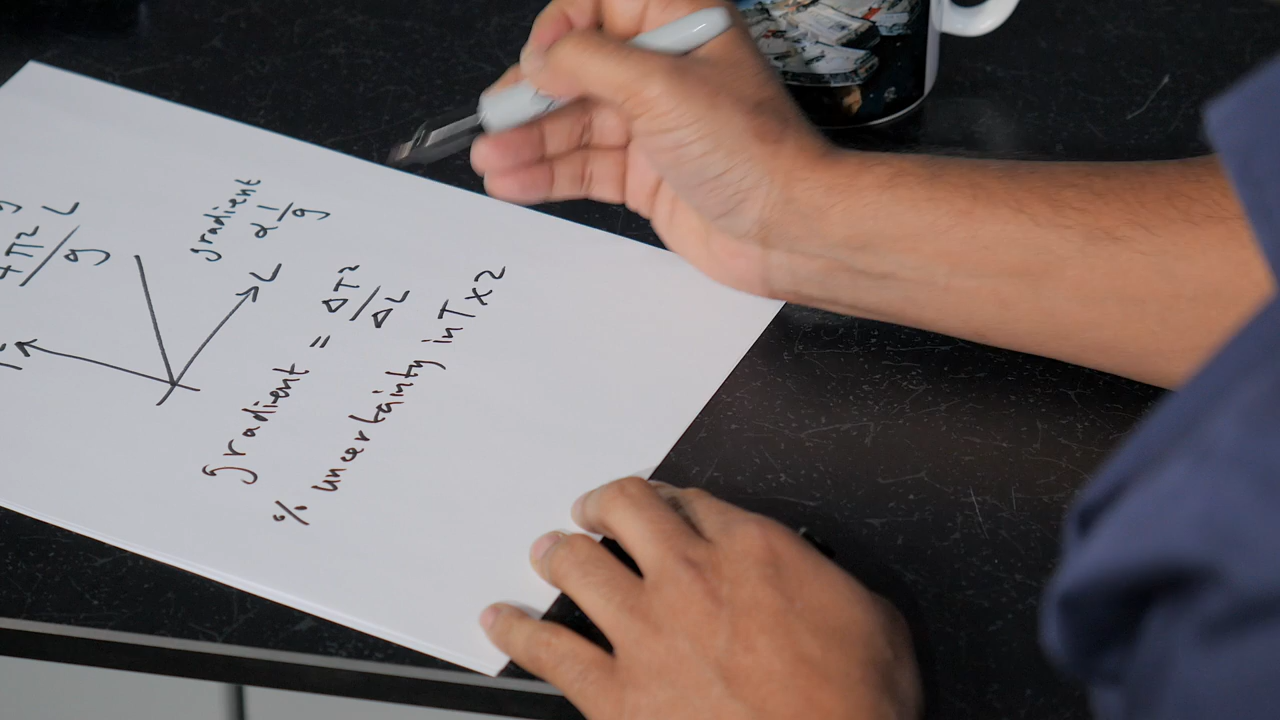 4π² L
g
gradient
α 1
g
L
gradient = ΔT²
ΔL
% uncertainty in T x 2